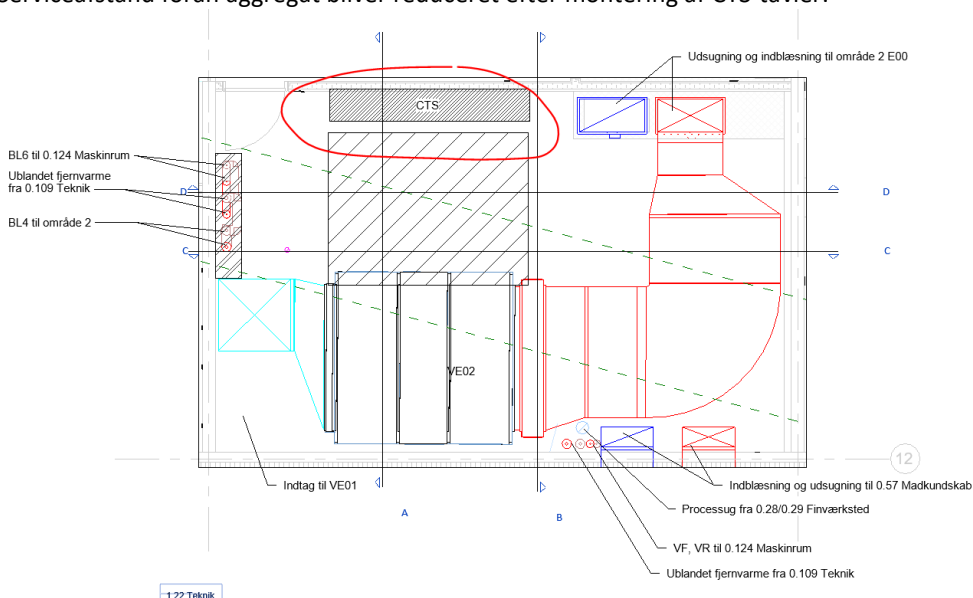 Serviceafstand foran aggregat bliver reduceret efter montering af CTS-tavler.
Udsugning og indblæsning til område 2 E00
CTS
BL6 til 0.124 Maskinrum
Ublandet fjernvarme
fra 0.109 Teknik
D
D
BL4 til område 2
C
C
VE02
12
Indtag til VE01
Indblæsning og udsugning til 0.57 Madkundskab
A
B
Processug fra 0.28/0.29 Finværksted
VF, VR til 0.124 Maskinrum
Ublandet fjernvarme fra 0.109 Teknik
1.22 Teknik